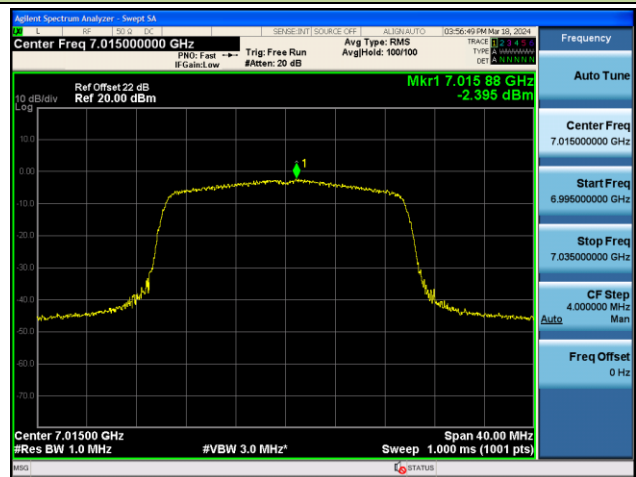 Agilent Spectrum Analyzer - Swept SA
L RF 50 Ω DC SENSE:INT SOURCE OFF ALIGNAUTO 03:56:49 PM Mar 18, 2024
Center Freq 7.015000000 GHz
PNO: Fast
IFGain:Low
Trig: Free Run
#Atten: 20 dB
Avg Type: RMS
Avg|Hold: 100/100
TRACE 1 2 3 4 5 6
TYPE A
DET A N N N N N
Ref Offset 22 dB
10 dB/div Ref 20.00 dBm
Log
Mkr1 7.015 88 GHz
-2.395 dBm
10.0
0.00
-10.0
-20.0
-30.0
-40.0
-50.0
-60.0
-70.0
1
Center 7.01500 GHz
#Res BW 1.0 MHz
#VBW 3.0 MHz*
Span 40.00 MHz
Sweep 1.000 ms (1001 pts)
MSG STATUS
Frequency
Auto Tune
Center Freq
7.015000000 GHz
Start Freq
6.995000000 GHz
Stop Freq
7.035000000 GHz
CF Step
4.000000 MHz
Auto Man
Freq Offset
0 Hz